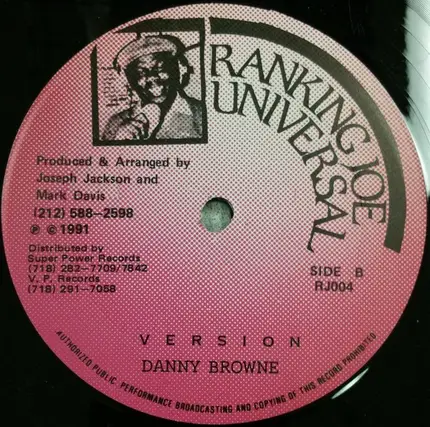 RANKING JOE
UNIVERSAL
Produced & Arranged by
Joseph Jackson and
Mark Davis
(212) 588-2598
℗ © 1991
Distributed by
Super Power Records
(718) 282-7709/7842
V. P. Records
(718) 291-7058
SIDE B
RJ004
VERSION
DANNY BROWNE
AUTHORIZED PUBLIC PERFORMANCE BROADCASTING AND COPYING OF THIS RECORD PROHIBITED